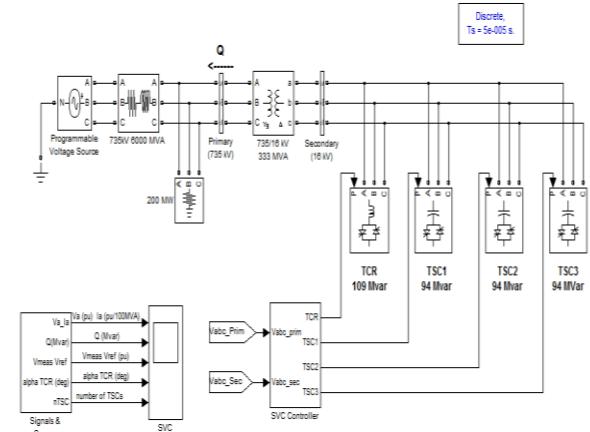 Discrete,
Ts = 5e-005 s.
Q
<------
N
A
B
C
A
B
C
A
B
C
A
B
C
Yg
Δ
a
b
c
Programmable
Voltage Source
735kV 6000 MVA
Primary
(735 kV)
735/16 kV
333 MVA
Secondary
(16 kV)
A B C
200 MW
P A B C
P A B C
P A B C
P A B C
TCR
109 Mvar
TSC1
94 Mvar
TSC2
94 Mvar
TSC3
94 MVar
Va_Ia
Va (pu) Ia (pu/100MVA)
Q(Mvar)
Q (Mvar)
Vmeas Vref
Vmeas Vref (pu)
alpha TCR (deg)
alpha TCR (deg)
nTSC
number of TSCs
Signals &
SVC
Vabc_Prim
Vabc_prim
Vabc_Sec
Vabc_sec
TCR
TSC1
TSC2
TSC3
SVC Controller